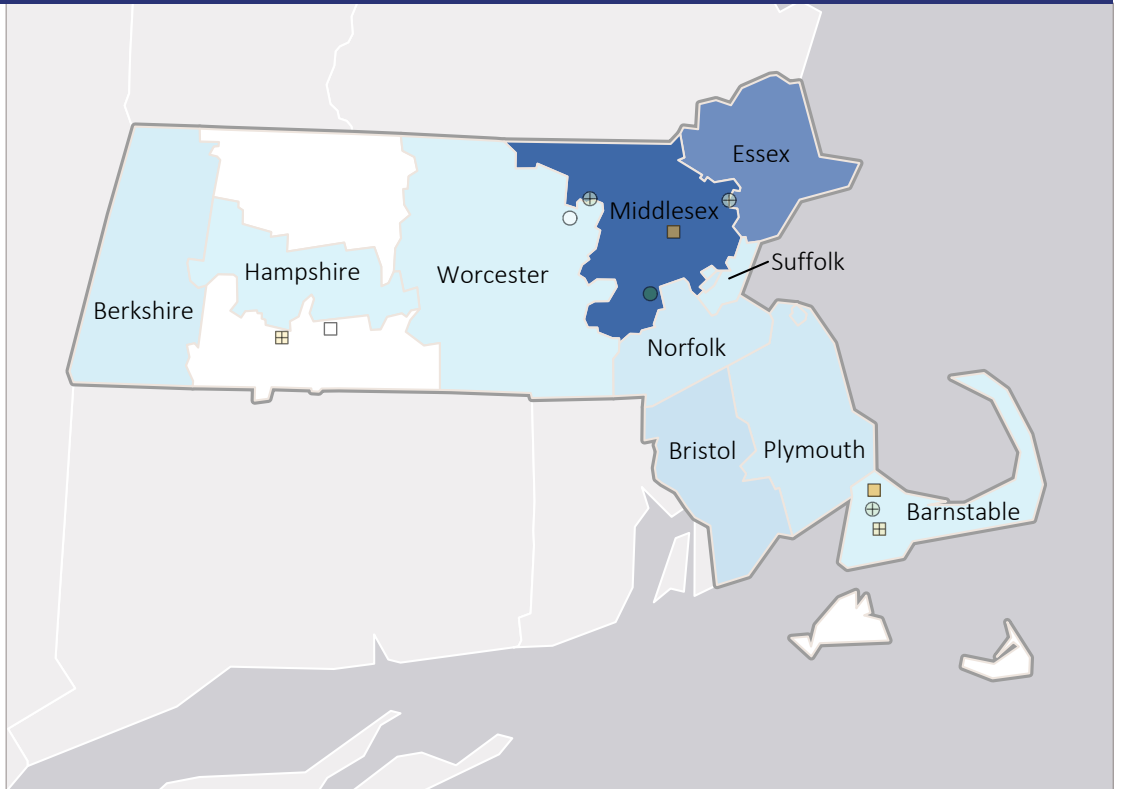 Essex
Middlesex
Suffolk
Hampshire
Worcester
Berkshire
Norfolk
Bristol
Plymouth
Barnstable